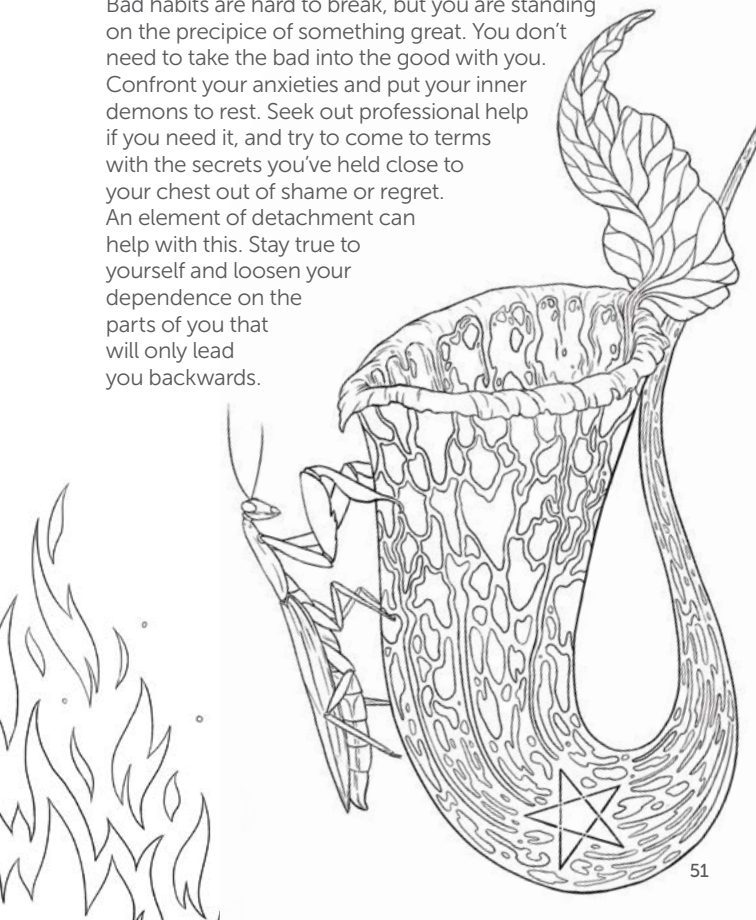 Bad habits are hard to break, but you are standing
on the precipice of something great. You don't
need to take the bad into the good with you.
Confront your anxieties and put your inner
demons to rest. Seek out professional help
if you need it, and try to come to terms
with the secrets you've held close to
your chest out of shame or regret.
An element of detachment can
help with this. Stay true to
yourself and loosen your
dependence on the
parts of you that
will only lead
you backwards.
51